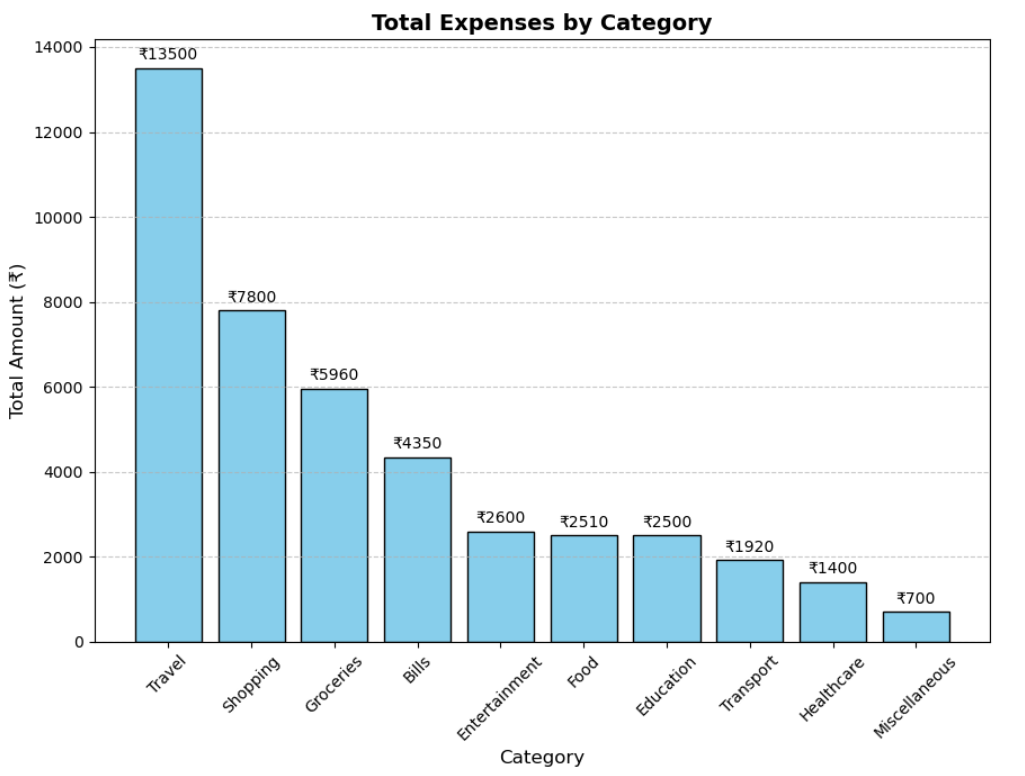 Total Expenses by Category
Total Amount (₹)
14000
12000
10000
8000
6000
4000
2000
0
₹13500
₹7800
₹5960
₹4350
₹2600
₹2510
₹2500
₹1920
₹1400
₹700
Travel
Shopping
Groceries
Bills
Entertainment
Food
Education
Transport
Healthcare
Miscellaneous
Category